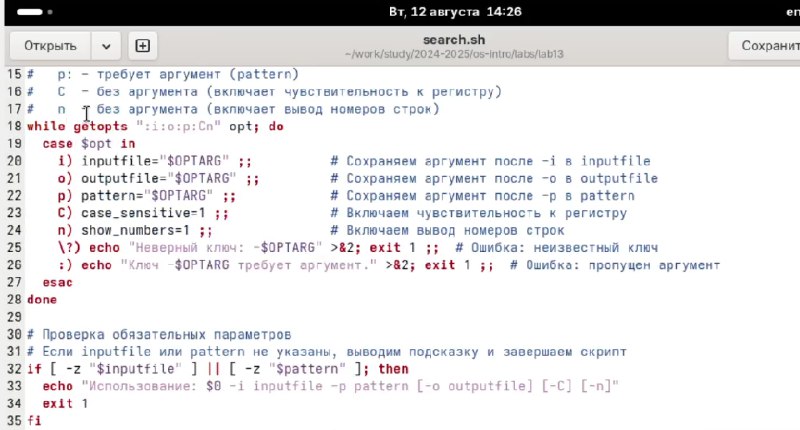 Вт, 12 августа 14:26
en
Открыть
search.sh
~/work/study/2024-2025/os-intro/labs/lab13
Сохранит
15 #   p: – требует аргумент (pattern)
16 #   C – без аргумента (включает чувствительность к регистру)
17 #   n – без аргумента (включает вывод номеров строк)
18 while getopts ":i:o:p:Cn" opt; do
19   case $opt in
20     i) inputfile="$OPTARG" ;;          # Сохраняем аргумент после -i в inputfile
21     o) outputfile="$OPTARG" ;;         # Сохраняем аргумент после -o в outputfile
22     p) pattern="$OPTARG" ;;            # Сохраняем аргумент после -p в pattern
23     C) case_sensitive=1 ;;             # Включаем чувствительность к регистру
24     n) show_numbers=1 ;;               # Включаем вывод номеров строк
25     \?) echo "Неверный ключ: -$OPTARG" >&2; exit 1 ;;  # Ошибка: неизвестный ключ
26     :) echo "Ключ -$OPTARG требует аргумент." >&2; exit 1 ;;  # Ошибка: пропущен аргумент
27   esac
28 done
29
30 # Проверка обязательных параметров
31 # Если inputfile или pattern не указаны, выводим подсказку и завершаем скрипт
32 if [ -z "$inputfile" ] || [ -z "$pattern" ]; then
33   echo "Использование: $0 -i inputfile -p pattern [-o outputfile] [-C] [-n]"
34   exit 1
35 fi